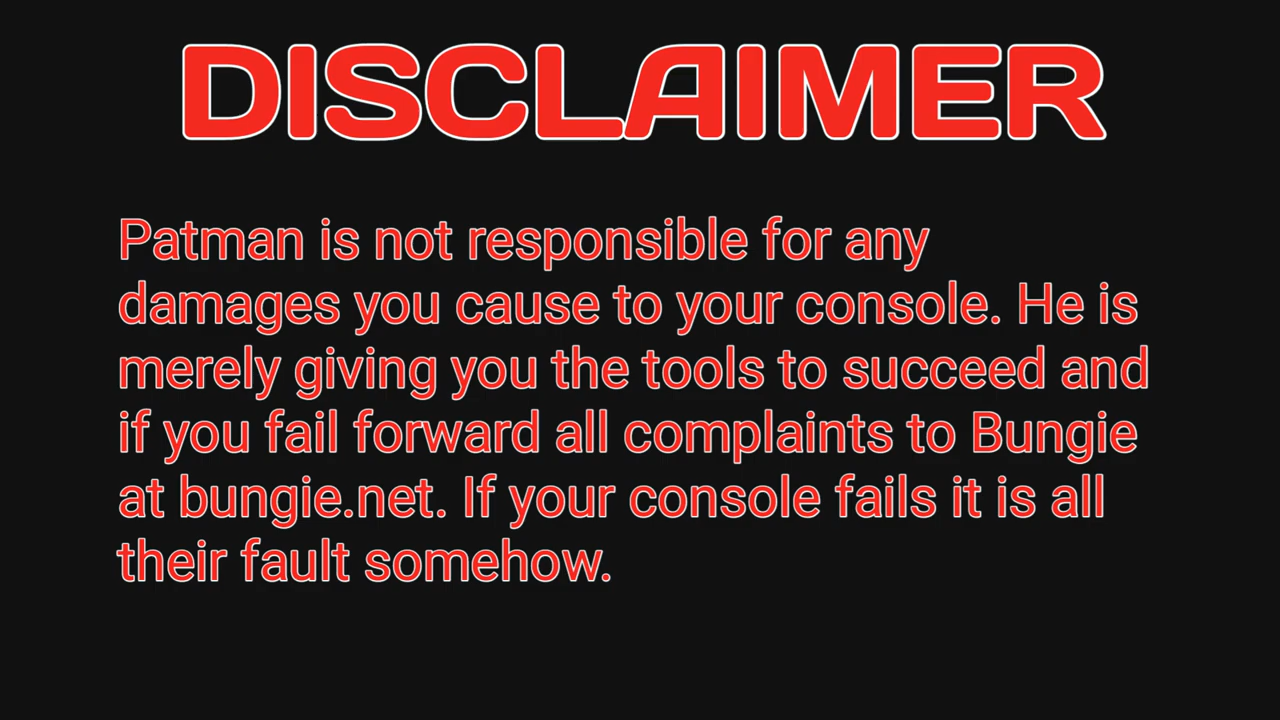 DISCLAIMER
Patman is not responsible for any
damages you cause to your console. He is
merely giving you the tools to succeed and
if you fail forward all complaints to Bungie
at bungie.net. If your console fails it is all
their fault somehow.